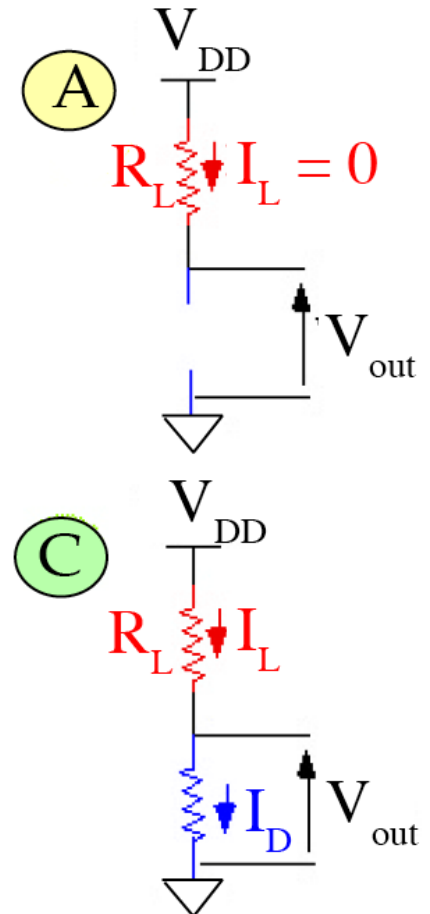 V_DD
A
R_L I_L = 0
V_out
V_DD
C
R_L I_L
I_D
V_out